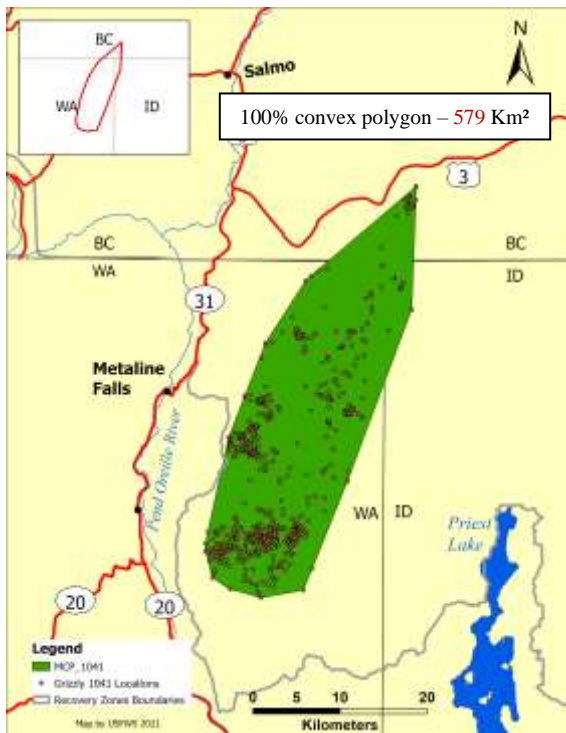 BC
WA
ID
Salmo
N
100% convex polygon – 579 Km²
3
BC
WA
BC
ID
31
Metaline
Falls
Pend Oreille River
WA
ID
Priest
Lake
20
20
Legend
MCP_1041
Grizzly 1041 Locations
Recovery Zones Boundaries
Map by USFWS 2021
0 5 10 20
Kilometers